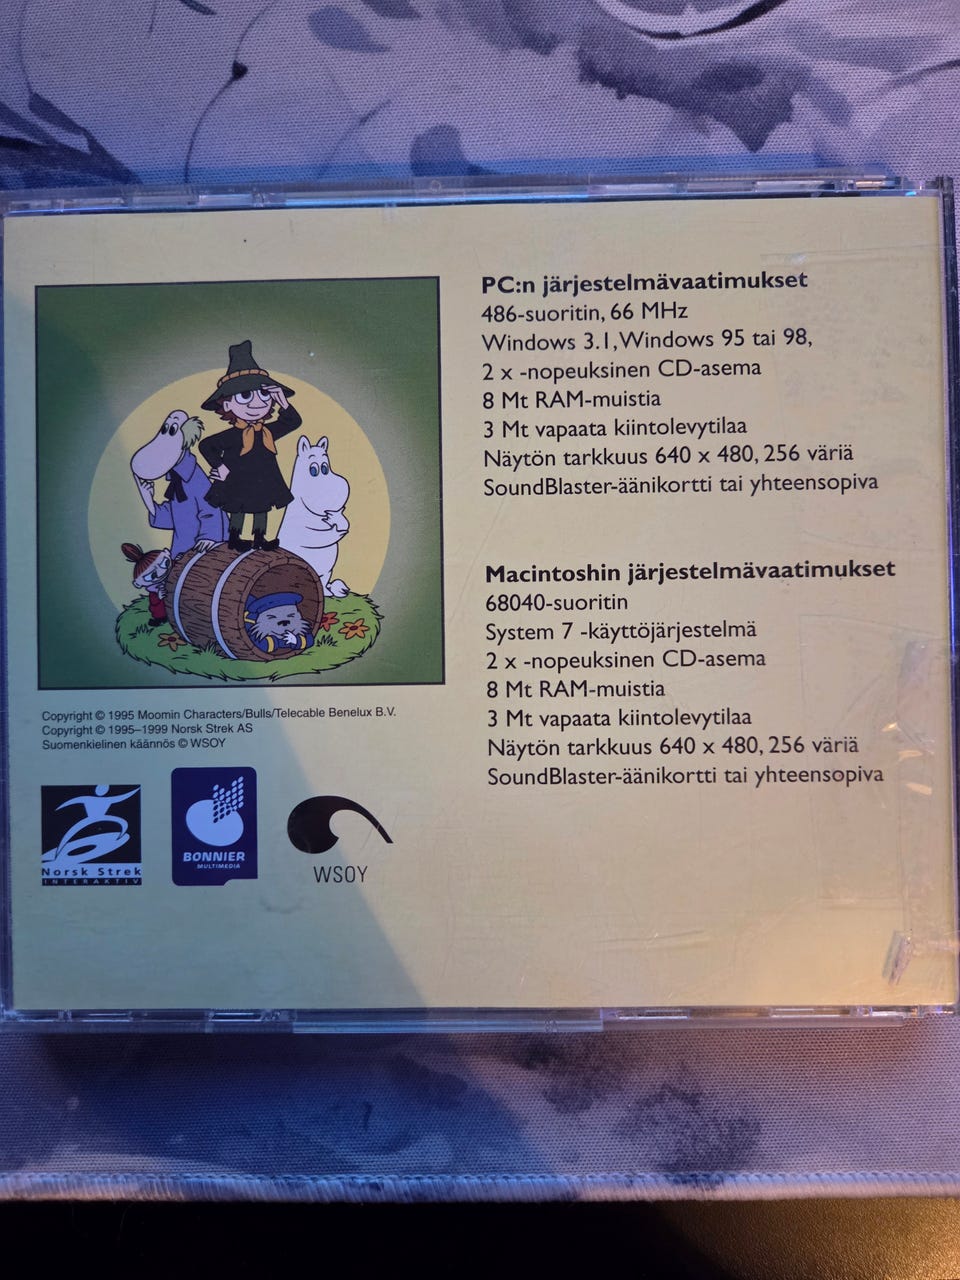 PC:n järjestelmävaatimukset
486-suoritin, 66 MHz
Windows 3.1, Windows 95 tai 98,
2 x -nopeuksinen CD-asema
8 Mt RAM-muistia
3 Mt vapaata kiintolevytilaa
Näytön tarkkuus 640 x 480, 256 väriä
SoundBlaster-äänikortti tai yhteensopiva
Macintoshin järjestelmävaatimukset
68040-suoritin
System 7 -käyttöjärjestelmä
2 x -nopeuksinen CD-asema
8 Mt RAM-muistia
3 Mt vapaata kiintolevytilaa
Näytön tarkkuus 640 x 480, 256 väriä
SoundBlaster-äänikortti tai yhteensopiva
Copyright © 1995 Moomin Characters/Bulls/Telecable Benelux B.V.
Copyright © 1995–1999 Norsk Strek AS
Suomenkielinen käännös © WSOY
Norsk Strek
INTERAKTIV
BONNIER
MULTIMEDIA
WSOY